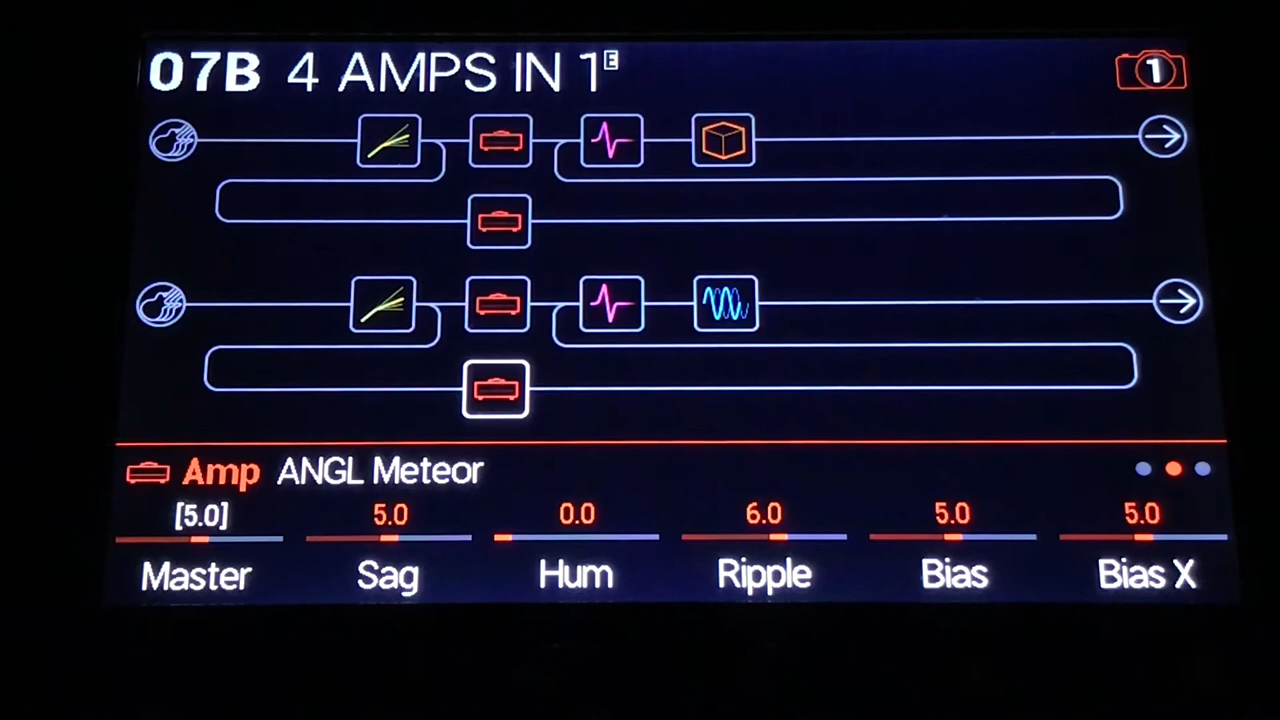 07B 4 AMPS IN 1 E 1
Amp ANGL Meteor
[5.0] 5.0 0.0 6.0 5.0 5.0
Master Sag Hum Ripple Bias Bias X